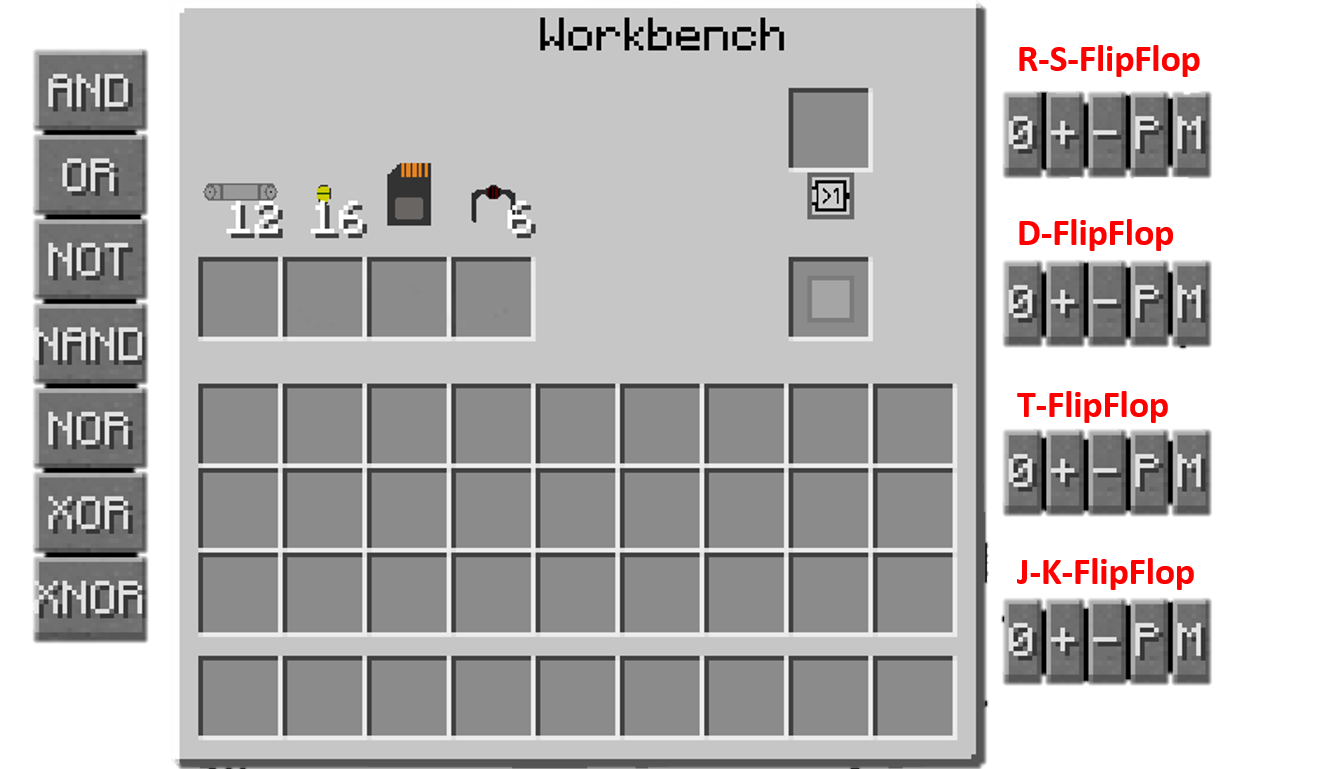 Workbench
AND
OR
NOT
NAND
NOR
XOR
XNOR
12 16 6
>1
R-S-FlipFlop
0 + - P M
D-FlipFlop
0 + - P M
T-FlipFlop
0 + - P M
J-K-FlipFlop
0 + - P M